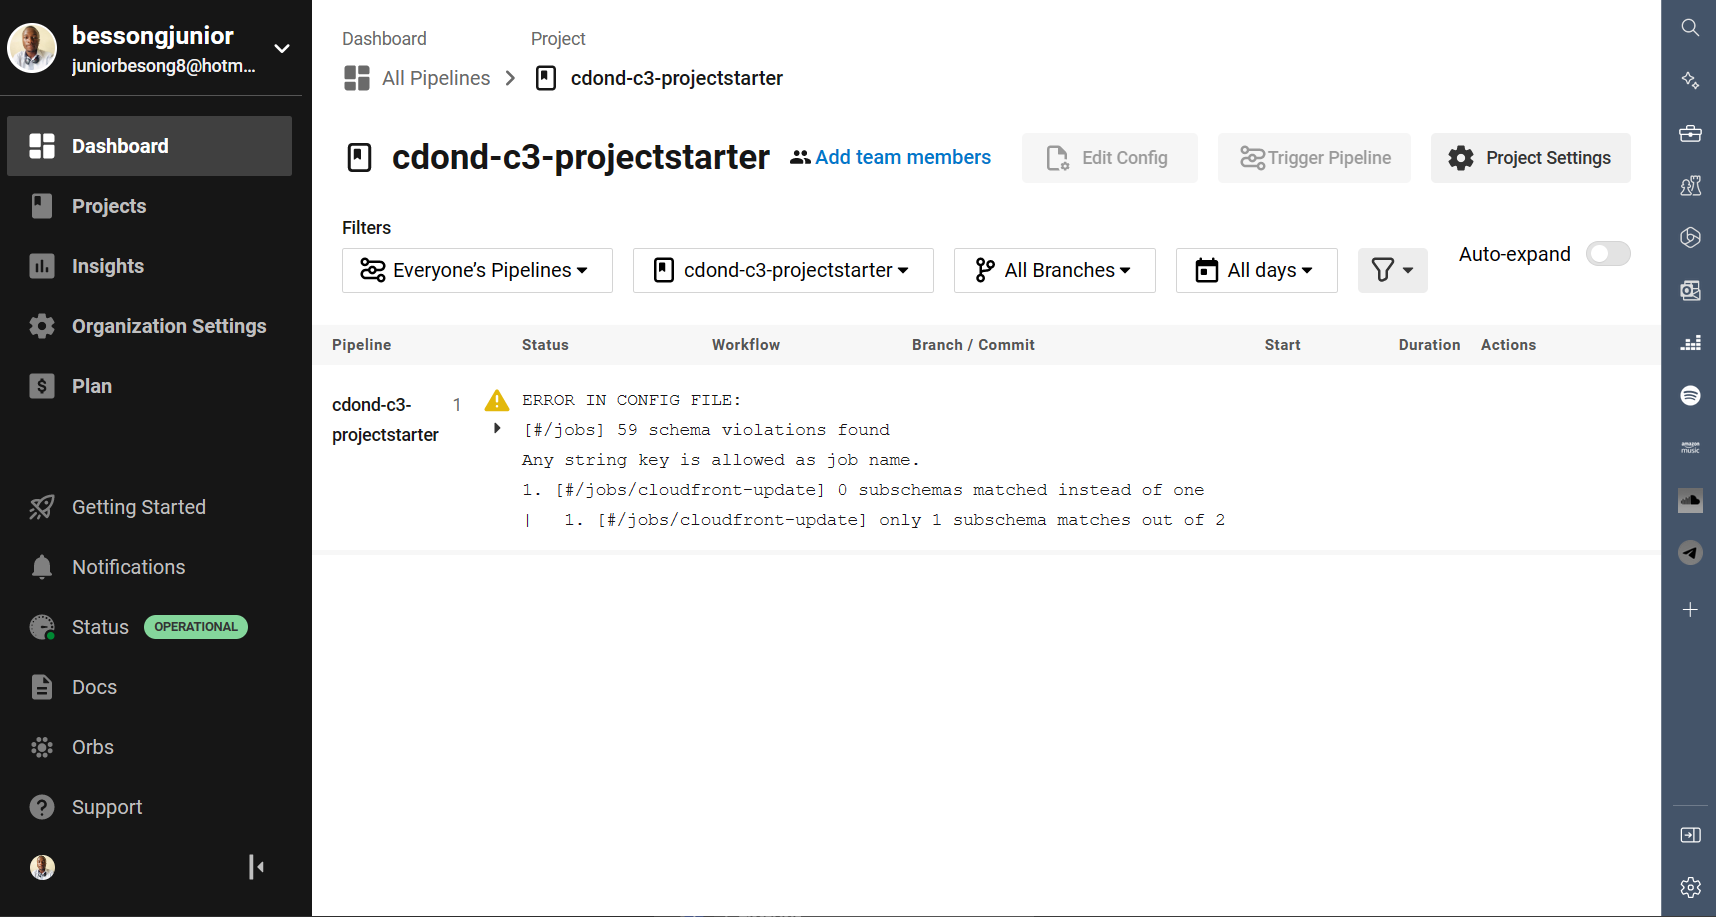 bessongjunior
juniorbesong8@hotm...
Dashboard
Projects
Insights
Organization Settings
Plan
Getting Started
Notifications
Status OPERATIONAL
Docs
Orbs
Support
Dashboard Project
All Pipelines cdond-c3-projectstarter
cdond-c3-projectstarter Add team members Edit Config Trigger Pipeline Project Settings
Filters
Everyone’s Pipelines cdond-c3-projectstarter All Branches All days Auto-expand
Pipeline Status Workflow Branch / Commit Start Duration Actions
cdond-c3-projectstarter 1
ERROR IN CONFIG FILE:
[#/jobs] 59 schema violations found
Any string key is allowed as job name.
1. [#/jobs/cloudfront-update] 0 subschemas matched instead of one
| 1. [#/jobs/cloudfront-update] only 1 subschema matches out of 2
amazon
music